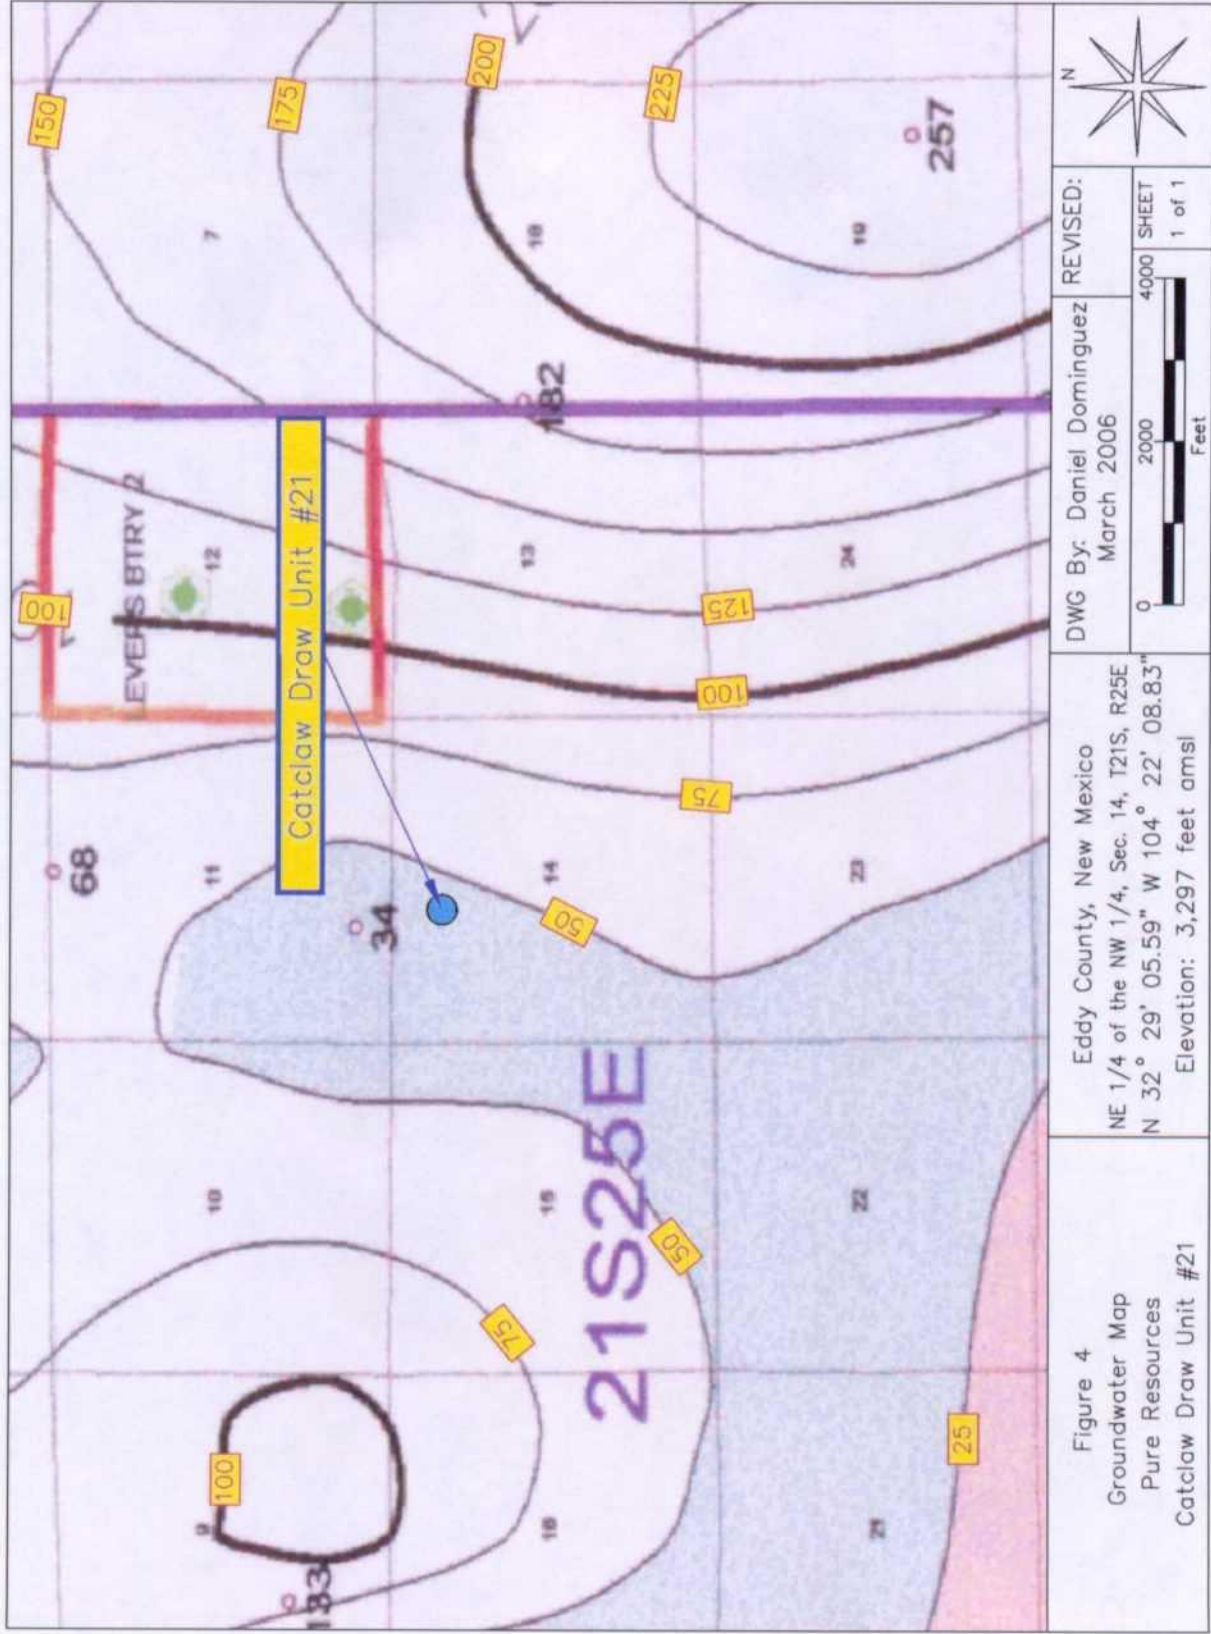 150
175
200
225
257
7
18
19
182
LEVERS BTRY 2
12
100
Catclaw Draw Unit #21
13
24
125
100
75
68
11
34
14
50
23
21S25E
10
15
22
50
75
100
9
133
16
21
25
Figure 4
Groundwater Map
Pure Resources
Catclaw Draw Unit #21
Eddy County, New Mexico
NE 1/4 of the NW 1/4, Sec. 14, T21S, R25E
N 32° 29' 05.59" W 104° 22' 08.83"
Elevation: 3,297 feet amsl
DWG By: Daniel Dominguez
March 2006
REVISED:
0 2000 4000
Feet
SHEET
1 of 1
N